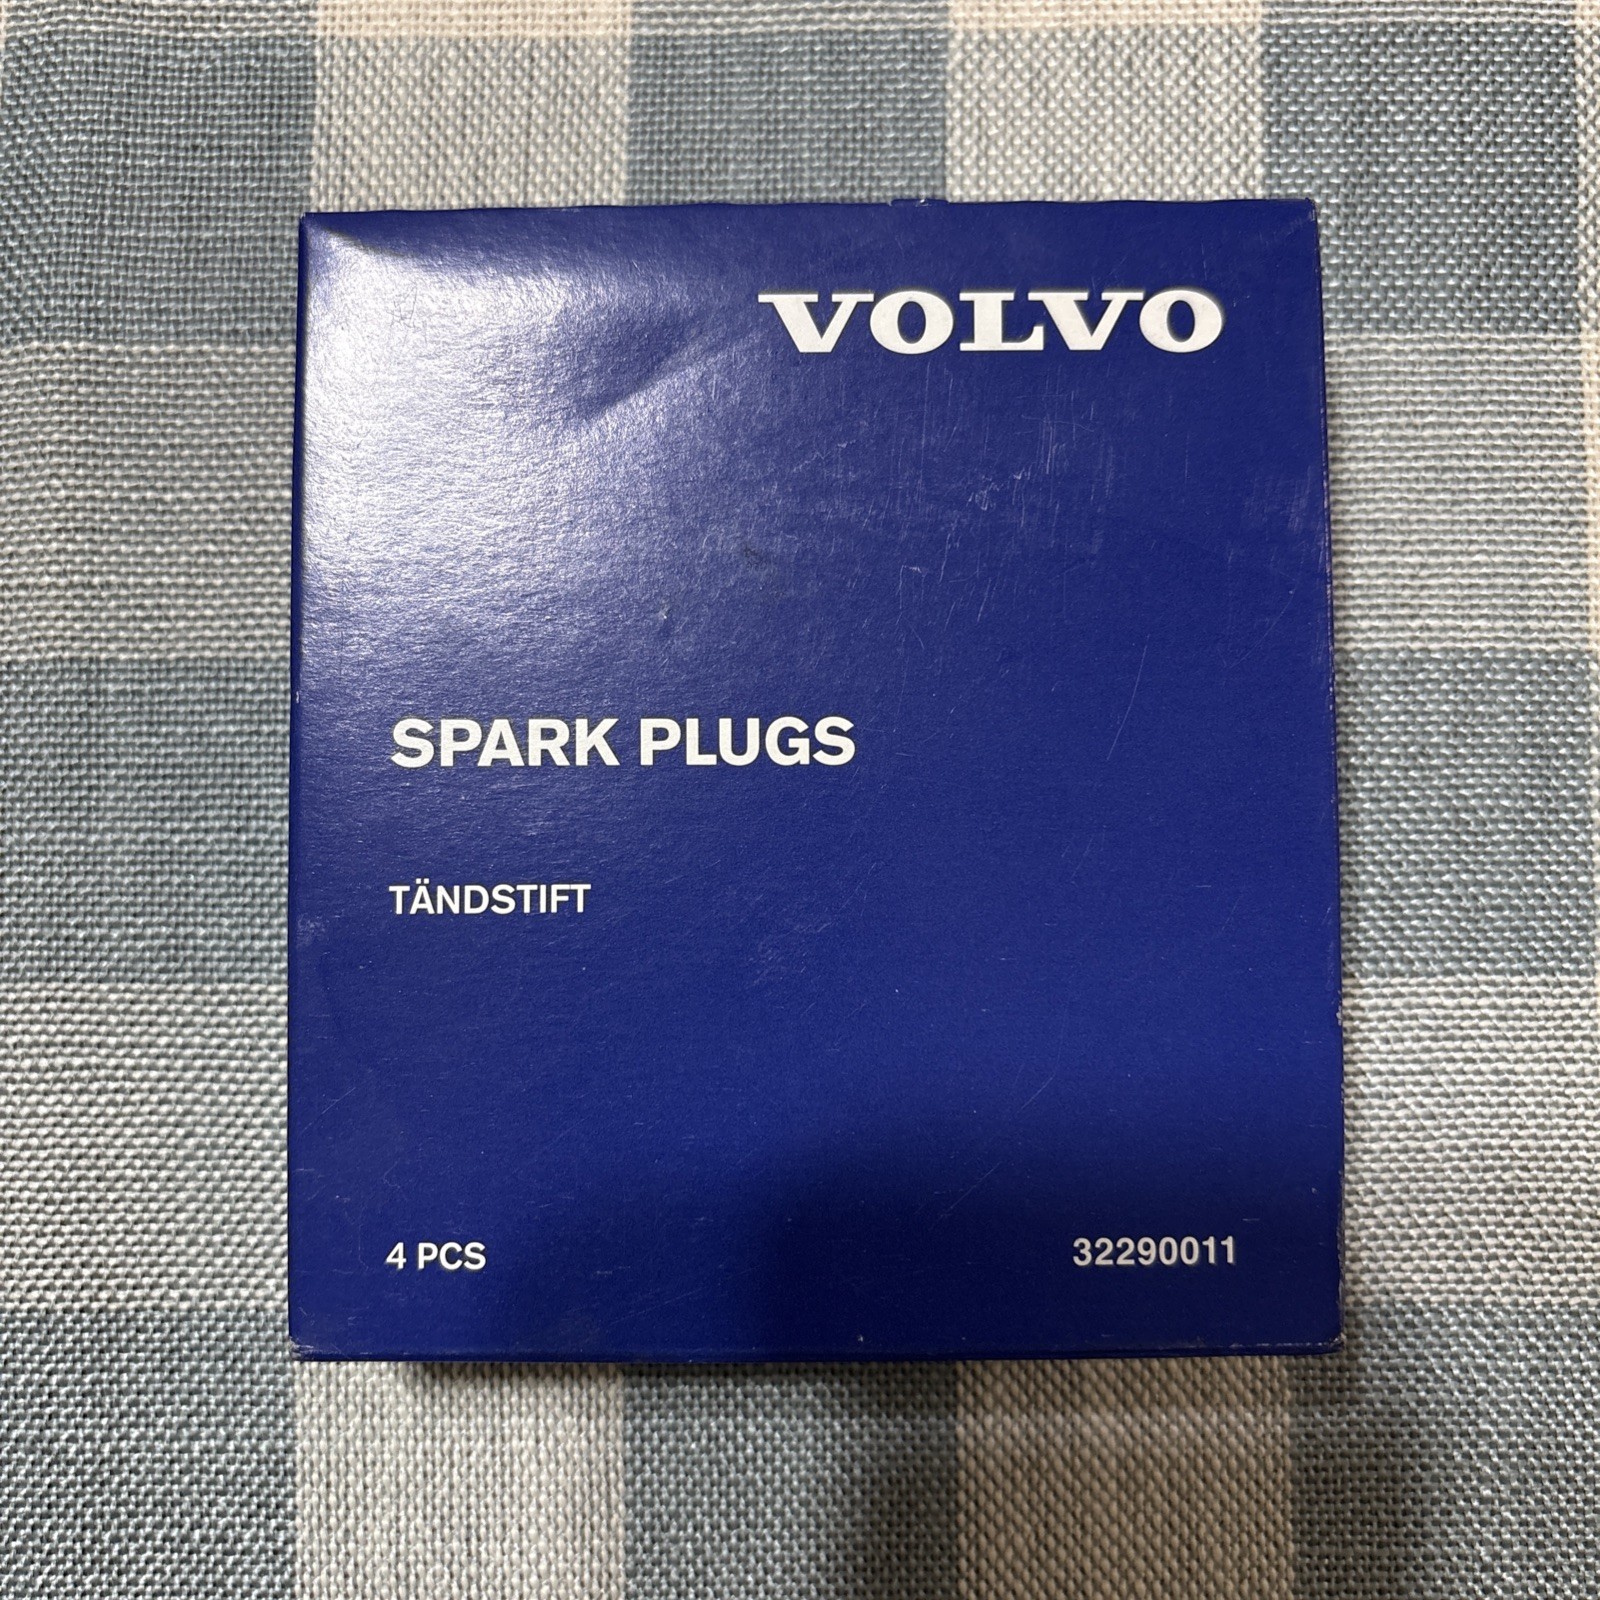 VOLVO
SPARK PLUGS
TÄNDSTIFT
4 PCS
32290011